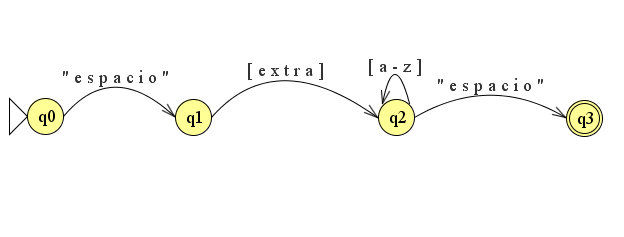 "espacio"
[extra]
[a-z]
"espacio"
q0
q1
q2
q3